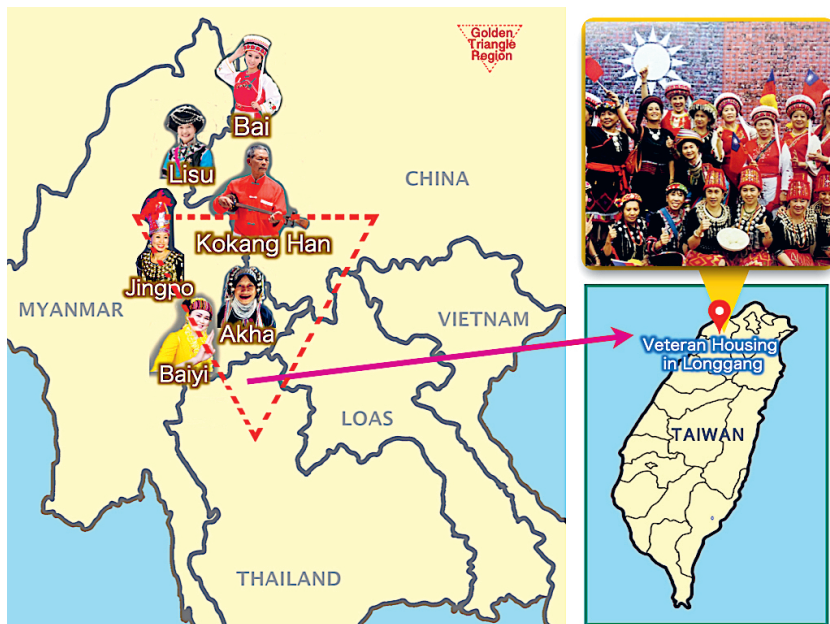 Golden
Triangle
Region
Bai
Lisu
CHINA
Kokang Han
Jingpo
MYANMAR
Akha
VIETNAM
Baiyi
LOAS
THAILAND
Veteran Housing
in Longgang
TAIWAN